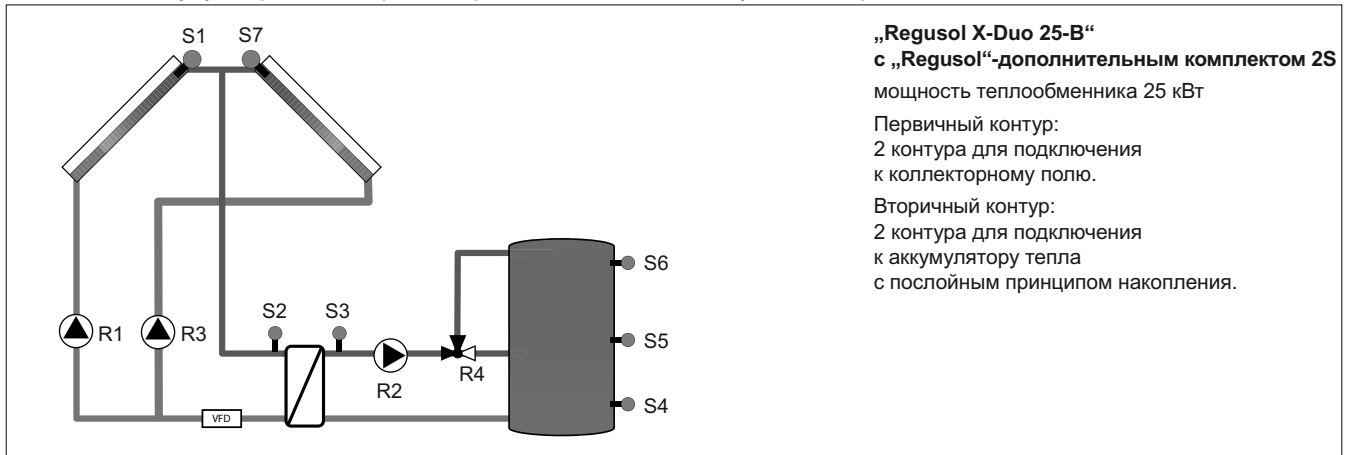 S1
S7
„Regusol X-Duo 25-B“
с „Regusol“-дополнительным комплектом 2S
мощность теплообменника 25 кВт
Первичный контур:
2 контура для подключения
к коллекторному полю.
Вторичный контур:
2 контура для подключения
к аккумулятору тепла
с послойным принципом накопления.
S6
S2
S3
R1
R3
S5
R4
R2
S4
VFD